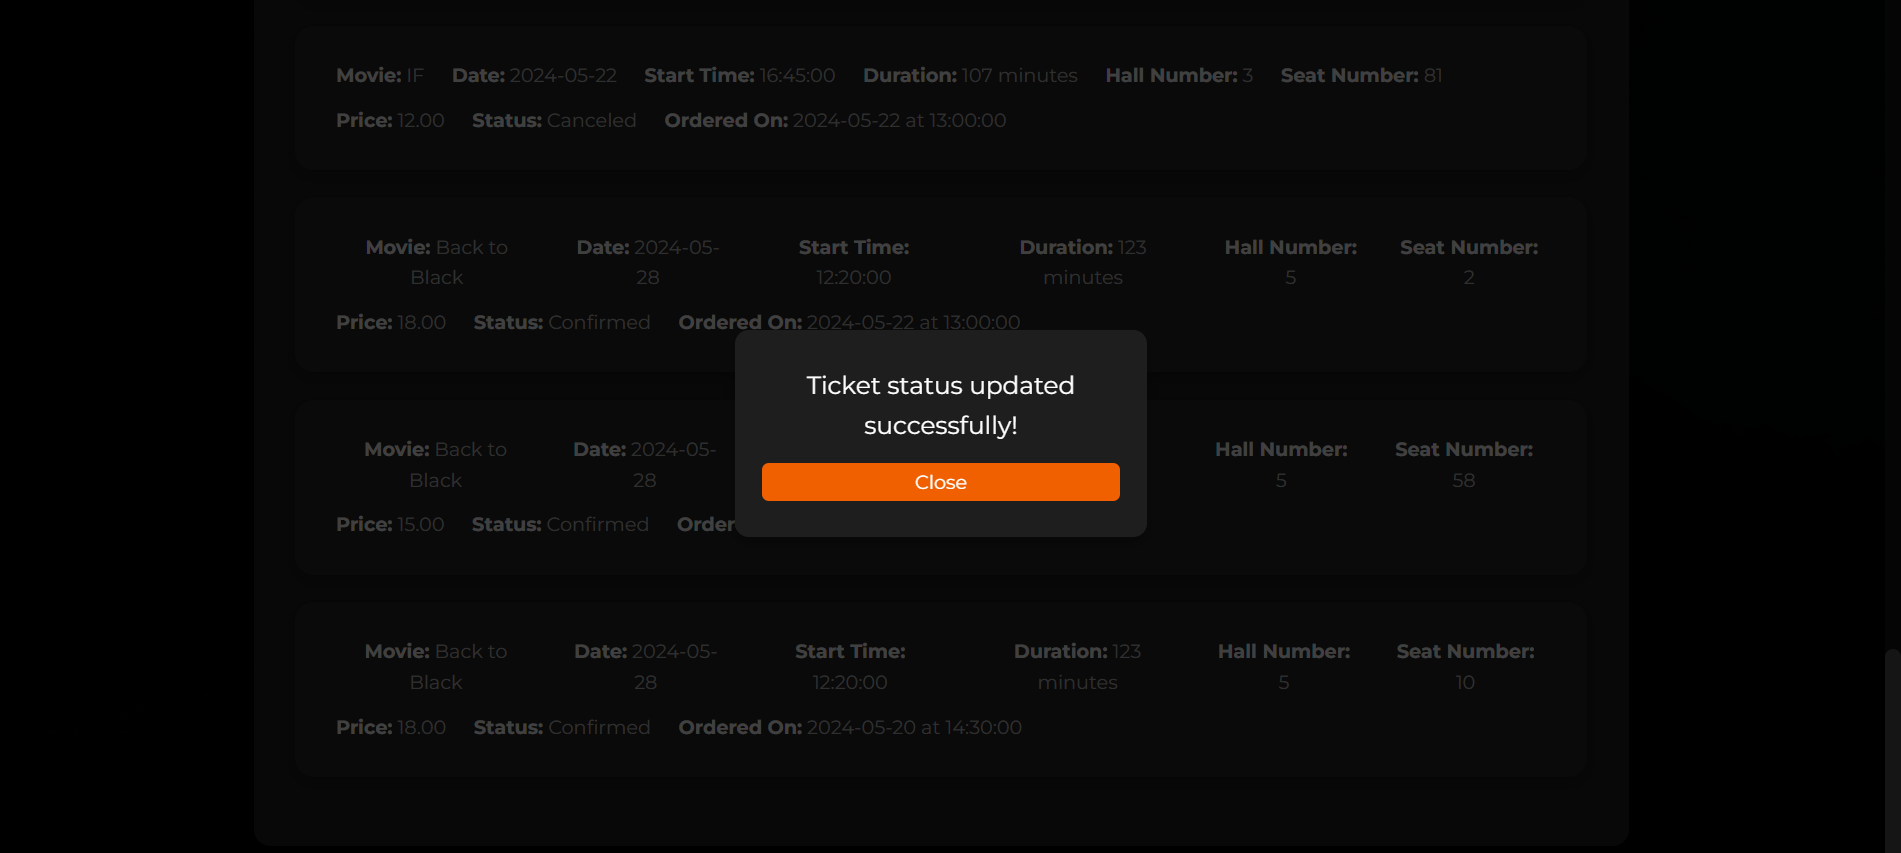 Movie: IF Date: 2024-05-22 Start Time: 16:45:00 Duration: 107 minutes Hall Number: 3 Seat Number: 81
Price: 12.00 Status: Canceled Ordered On: 2024-05-22 at 13:00:00
Movie: Back to Date: 2024-05- Start Time: Duration: 123 Hall Number: Seat Number:
Black 28 12:20:00 minutes 5 2
Price: 18.00 Status: Confirmed Ordered On: 2024-05-22 at 13:00:00
Ticket status updated
successfully!
Close
Movie: Back to Date: 2024-05- Hall Number: Seat Number:
Black 28 5 58
Price: 15.00 Status: Confirmed Order
Movie: Back to Date: 2024-05- Start Time: Duration: 123 Hall Number: Seat Number:
Black 28 12:20:00 minutes 5 10
Price: 18.00 Status: Confirmed Ordered On: 2024-05-20 at 14:30:00